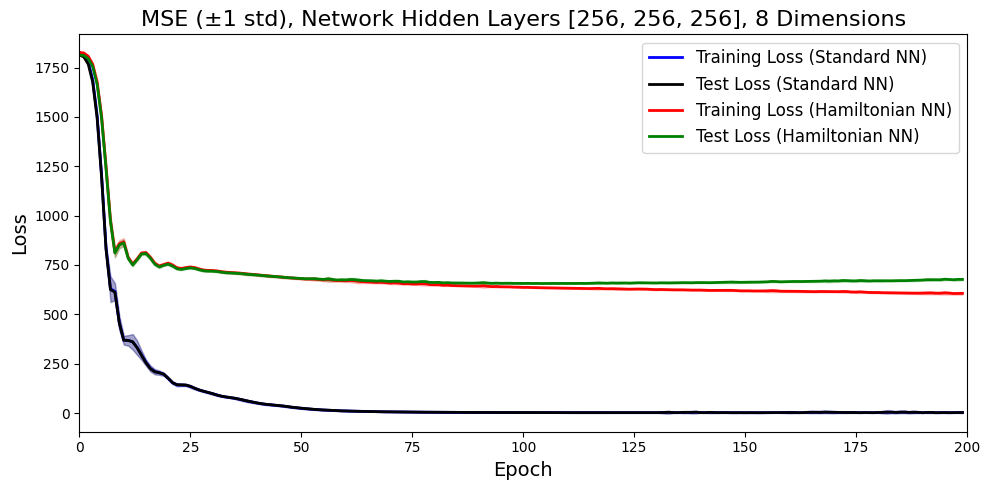 MSE (±1 std), Network Hidden Layers [256, 256, 256], 8 Dimensions
Training Loss (Standard NN)
Test Loss (Standard NN)
Training Loss (Hamiltonian NN)
Test Loss (Hamiltonian NN)
Loss
1750
1500
1250
1000
750
500
250
0
0 25 50 75 100 125 150 175 200
Epoch